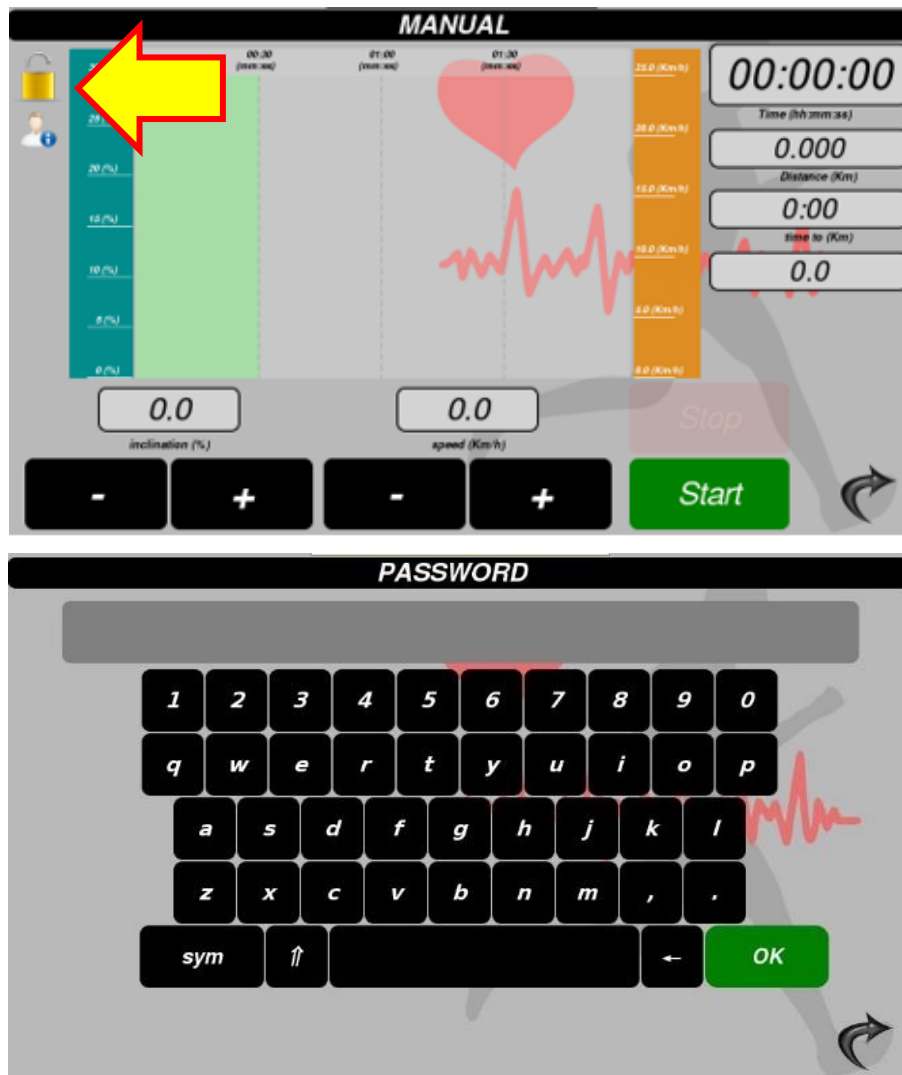 MANUAL
00:30
(mm:ss)
01:00
(mm:ss)
01:30
(mm:ss)
25 (%)
20 (%)
15 (%)
10 (%)
5 (%)
0 (%)
25.0 (Km/h)
20.0 (Km/h)
15.0 (Km/h)
10.0 (Km/h)
5.0 (Km/h)
0.0 (Km/h)
00:00:00
Time (hh:mm:ss)
0.000
Distance (Km)
0:00
time to (Km)
0.0
0.0
inclination (%)
0.0
speed (Km/h)
Stop
- + - + Start
PASSWORD
1 2 3 4 5 6 7 8 9 0
q w e r t y u i o p
a s d f g h j k l
z x c v b n m , .
sym ⇑ ← OK